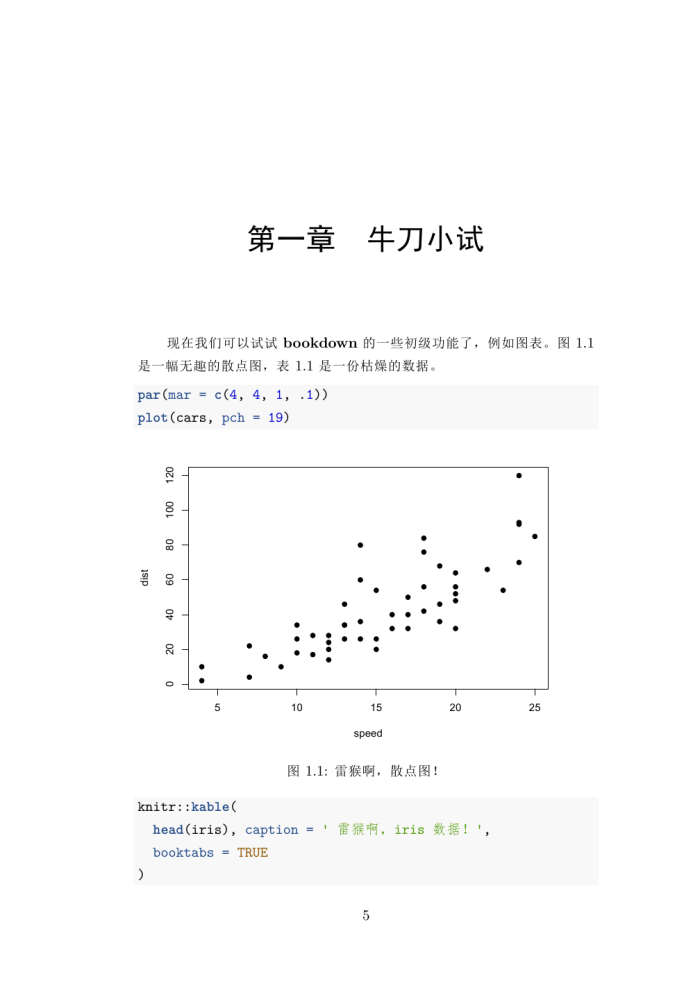 第一章 牛刀小试
现在我们可以试试 bookdown 的一些初级功能了，例如图表。图 1.1
是一幅无趣的散点图，表 1.1 是一份枯燥的数据。
par(mar = c(4, 4, 1, .1))
plot(cars, pch = 19)
120
100
80
60
40
20
0
dist
5 10 15 20 25
speed
图 1.1: 雷猴啊，散点图！
knitr::kable(
head(iris), caption = ' 雷猴啊，iris 数据！',
booktabs = TRUE
)
5